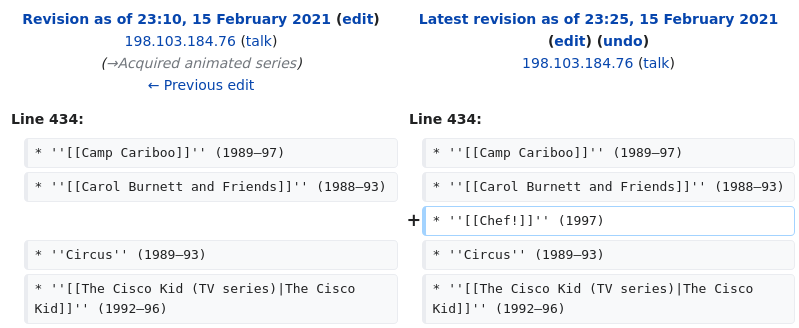 Revision as of 23:10, 15 February 2021 (edit)
198.103.184.76 (talk)
(→Acquired animated series)
← Previous edit
Latest revision as of 23:25, 15 February 2021
(edit) (undo)
198.103.184.76 (talk)
Line 434:
Line 434:
* ''[[Camp Cariboo]]'' (1989–97)
* ''[[Camp Cariboo]]'' (1989–97)
* ''[[Carol Burnett and Friends]]'' (1988–93)
* ''[[Carol Burnett and Friends]]'' (1988–93)
+ * ''[[Chef!]]'' (1997)
* ''Circus'' (1989–93)
* ''Circus'' (1989–93)
* ''[[The Cisco Kid (TV series)|The Cisco
Kid]]'' (1992–96)
* ''[[The Cisco Kid (TV series)|The Cisco
Kid]]'' (1992–96)